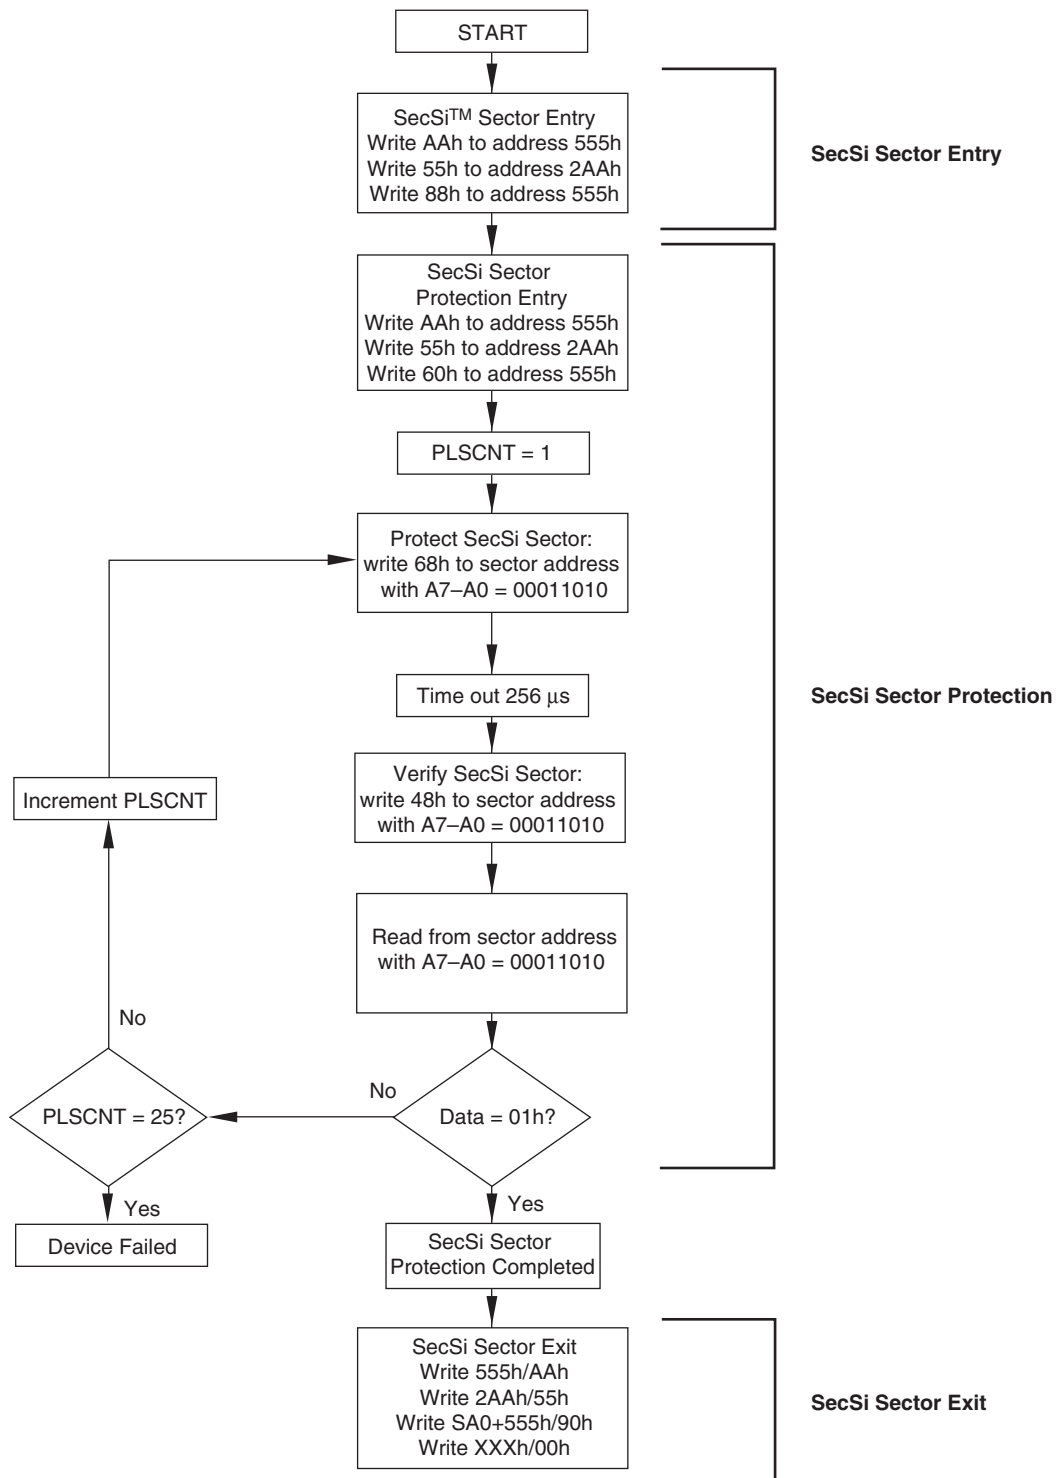 START
SecSi™ Sector Entry
Write AAh to address 555h
Write 55h to address 2AAh
Write 88h to address 555h
SecSi Sector Entry
SecSi Sector
Protection Entry
Write AAh to address 555h
Write 55h to address 2AAh
Write 60h to address 555h
PLSCNT = 1
Protect SecSi Sector:
write 68h to sector address
with A7–A0 = 00011010
Time out 256 μs
SecSi Sector Protection
Verify SecSi Sector:
write 48h to sector address
with A7–A0 = 00011010
Increment PLSCNT
Read from sector address
with A7–A0 = 00011010
No
No
PLSCNT = 25?
Data = 01h?
Yes
Yes
Device Failed
SecSi Sector
Protection Completed
SecSi Sector Exit
Write 555h/AAh
Write 2AAh/55h
Write SA0+555h/90h
Write XXXh/00h
SecSi Sector Exit